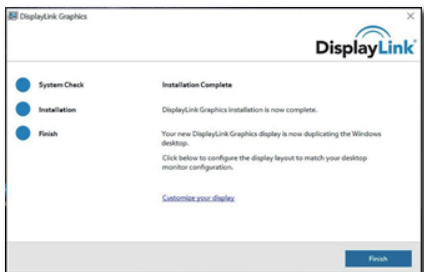 DisplayLink Graphics
DisplayLink
System Check
Installation
Finish
Installation Complete
DisplayLink Graphics installation is now complete.
Your new DisplayLink Graphics display is now duplicating the Windows
desktop.
Click below to configure the display layout to match your desktop
monitor configuration.
Customize your display
Finish